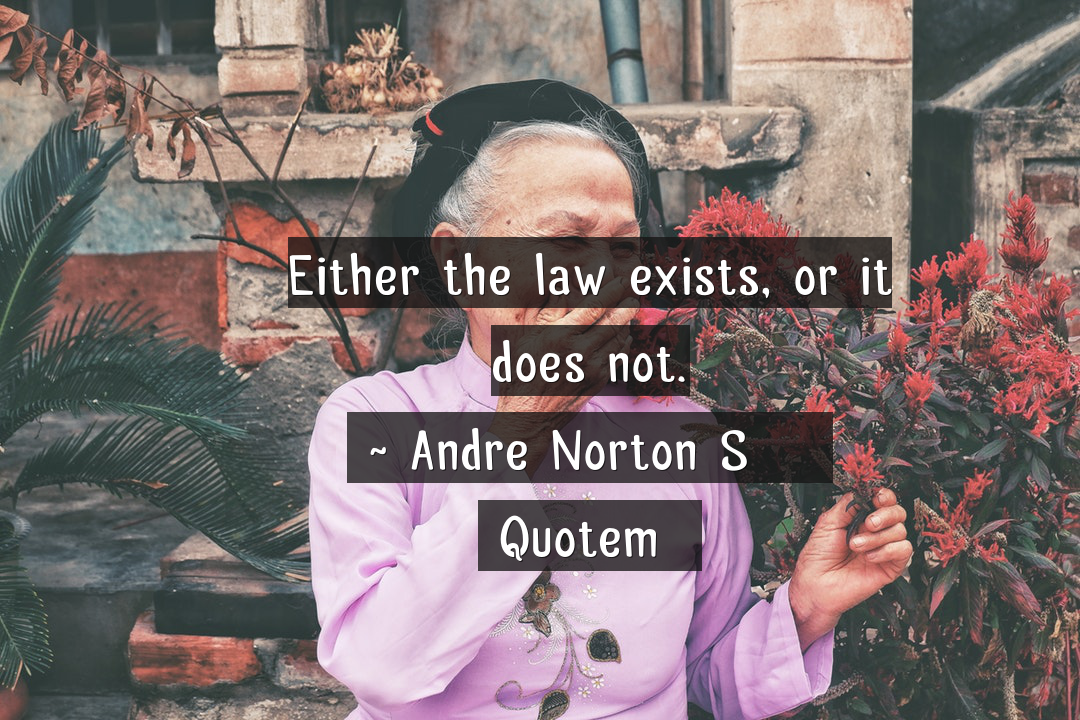 Either the law exists, or it
does not.
~ Andre Norton S
Quotem